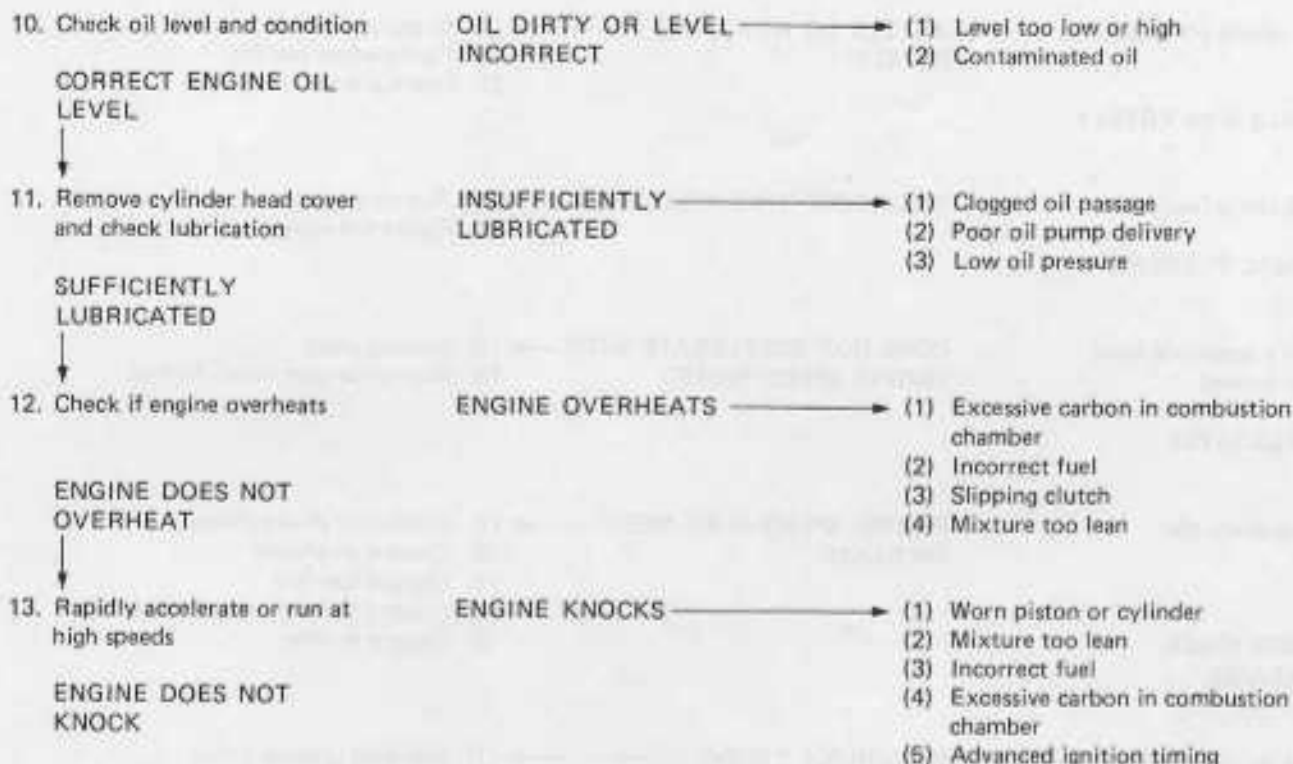 10. Check oil level and condition
OIL DIRTY OR LEVEL
INCORRECT
(1) Level too low or high
(2) Contaminated oil
CORRECT ENGINE OIL
LEVEL
11. Remove cylinder head cover
and check lubrication
INSUFFICIENTLY
LUBRICATED
(1) Clogged oil passage
(2) Poor oil pump delivery
(3) Low oil pressure
SUFFICIENTLY
LUBRICATED
12. Check if engine overheats
ENGINE OVERHEATS
(1) Excessive carbon in combustion
chamber
(2) Incorrect fuel
(3) Slipping clutch
(4) Mixture too lean
ENGINE DOES NOT
OVERHEAT
13. Rapidly accelerate or run at
high speeds
ENGINE KNOCKS
(1) Worn piston or cylinder
(2) Mixture too lean
(3) Incorrect fuel
(4) Excessive carbon in combustion
chamber
(5) Advanced ignition timing
ENGINE DOES NOT
KNOCK